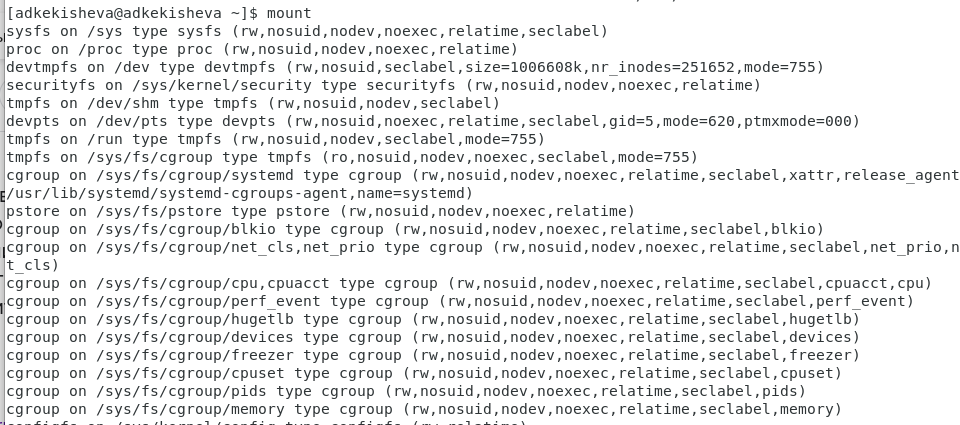 [adkekisheva@adkekisheva ~]$ mount
sysfs on /sys type sysfs (rw,nosuid,nodev,noexec,relatime,seclabel)
proc on /proc type proc (rw,nosuid,nodev,noexec,relatime)
devtmpfs on /dev type devtmpfs (rw,nosuid,seclabel,size=1006608k,nr_inodes=251652,mode=755)
securityfs on /sys/kernel/security type securityfs (rw,nosuid,nodev,noexec,relatime)
tmpfs on /dev/shm type tmpfs (rw,nosuid,nodev,seclabel)
devpts on /dev/pts type devpts (rw,nosuid,noexec,relatime,seclabel,gid=5,mode=620,ptmxmode=000)
tmpfs on /run type tmpfs (rw,nosuid,nodev,seclabel,mode=755)
tmpfs on /sys/fs/cgroup type tmpfs (ro,nosuid,nodev,noexec,seclabel,mode=755)
cgroup on /sys/fs/cgroup/systemd type cgroup (rw,nosuid,nodev,noexec,relatime,seclabel,xattr,release_agent
/usr/lib/systemd/systemd-cgroups-agent,name=systemd)
pstore on /sys/fs/pstore type pstore (rw,nosuid,nodev,noexec,relatime)
cgroup on /sys/fs/cgroup/blkio type cgroup (rw,nosuid,nodev,noexec,relatime,seclabel,blkio)
cgroup on /sys/fs/cgroup/net_cls,net_prio type cgroup (rw,nosuid,nodev,noexec,relatime,seclabel,net_prio,n
t_cls)
cgroup on /sys/fs/cgroup/cpu,cpuacct type cgroup (rw,nosuid,nodev,noexec,relatime,seclabel,cpuacct,cpu)
cgroup on /sys/fs/cgroup/perf_event type cgroup (rw,nosuid,nodev,noexec,relatime,seclabel,perf_event)
cgroup on /sys/fs/cgroup/hugetlb type cgroup (rw,nosuid,nodev,noexec,relatime,seclabel,hugetlb)
cgroup on /sys/fs/cgroup/devices type cgroup (rw,nosuid,nodev,noexec,relatime,seclabel,devices)
cgroup on /sys/fs/cgroup/freezer type cgroup (rw,nosuid,nodev,noexec,relatime,seclabel,freezer)
cgroup on /sys/fs/cgroup/cpuset type cgroup (rw,nosuid,nodev,noexec,relatime,seclabel,cpuset)
cgroup on /sys/fs/cgroup/pids type cgroup (rw,nosuid,nodev,noexec,relatime,seclabel,pids)
cgroup on /sys/fs/cgroup/memory type cgroup (rw,nosuid,nodev,noexec,relatime,seclabel,memory)